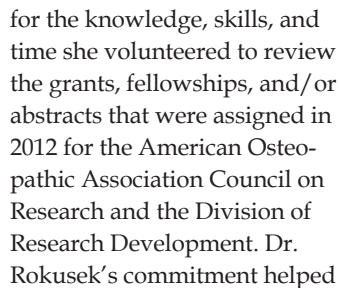 for the knowledge, skills, and
time she volunteered to review
the grants, fellowships, and/or
abstracts that were assigned in
2012 for the American Osteo-
pathic Association Council on
Research and the Division of
Research Development. Dr.
Rokusek’s commitment helped